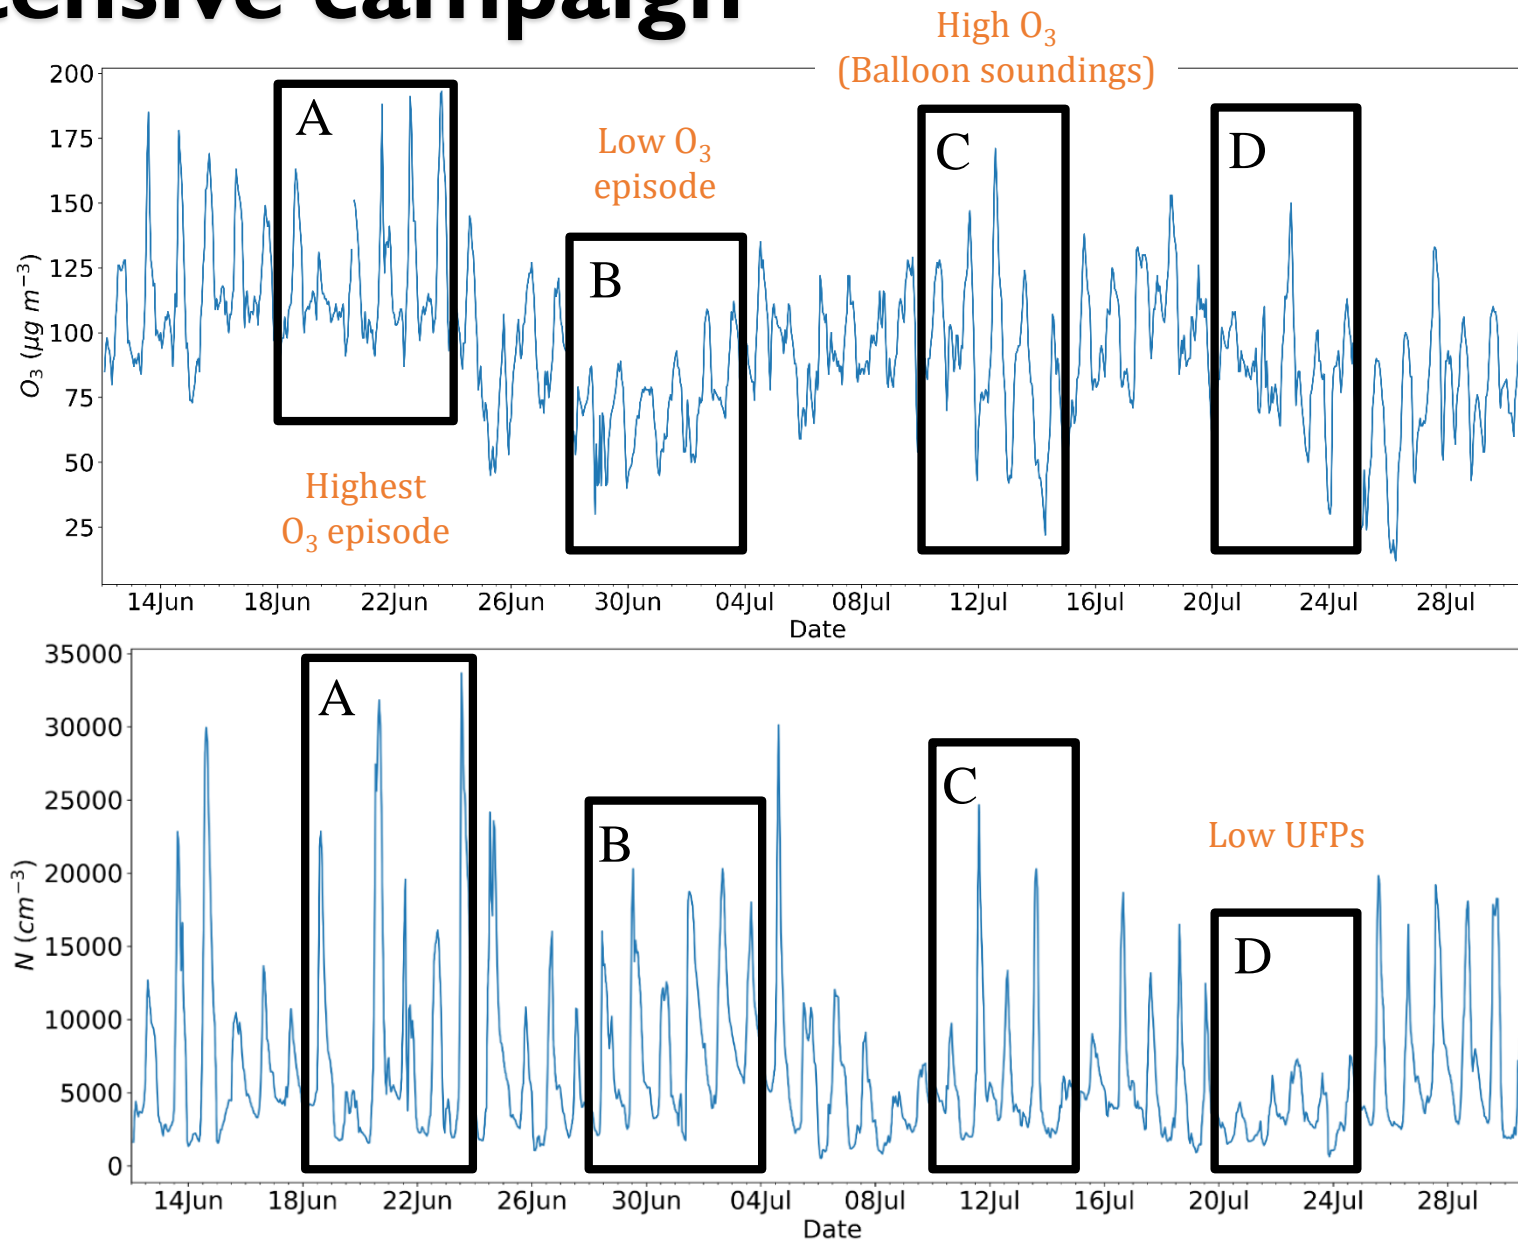 campaign
High O₃
(Balloon soundings)
200
175
150
125
100
75
50
25
O₃ (μg m⁻³)
A
Low O₃
episode
B
C
D
Highest
O₃ episode
14Jun 18Jun 22Jun 26Jun 30Jun 04Jul 08Jul 12Jul 16Jul 20Jul 24Jul 28Jul
Date
35000
30000
25000
20000
15000
10000
5000
0
N (cm⁻³)
A
B
C
Low UFPs
D
14Jun 18Jun 22Jun 26Jun 30Jun 04Jul 08Jul 12Jul 16Jul 20Jul 24Jul 28Jul
Date